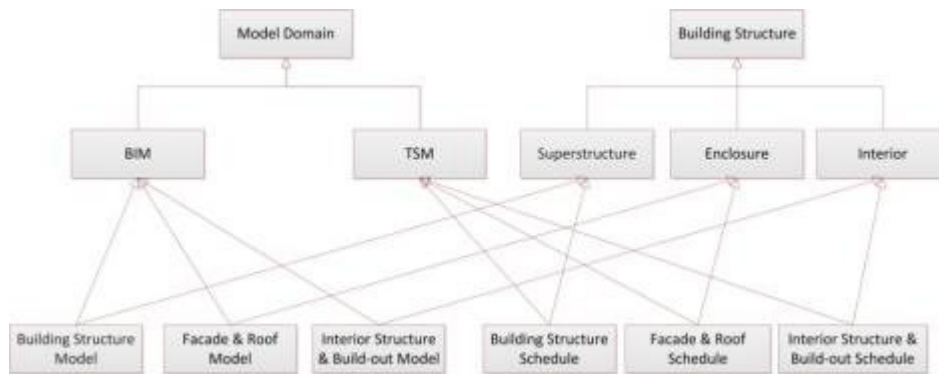 Model Domain
Building Structure
BIM
TSM
Superstructure
Enclosure
Interior
Building Structure
Model
Facade & Roof
Model
Interior Structure
& Build-out Model
Building Structure
Schedule
Facade & Roof
Schedule
Interior Structure &
Build-out Schedule